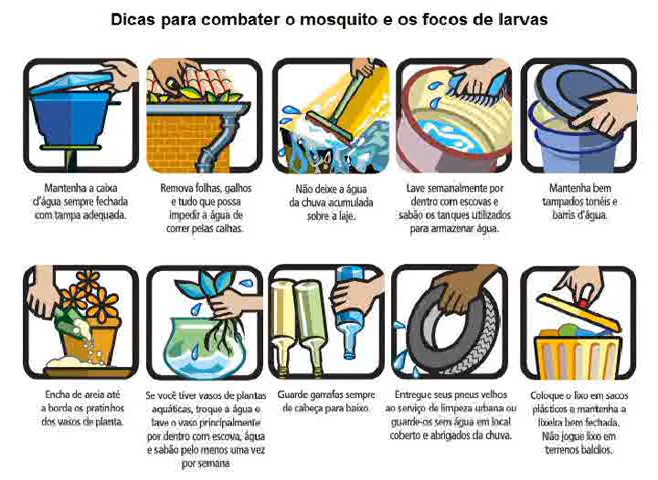 Dicas para combater o mosquito e os focos de larvas
Mantenha a caixa
d'água sempre fechada
com tampa adequada.
Remova folhas, galhos
e tudo que possa
impedir a água de
correr pelas calhas.
Não deixe a água
da chuva acumulada
sobre a laje.
Lave semanalmente por
dentro com escovas e
sabão os tanques utilizados
para armazenar água.
Mantenha bem
tampados tonéis e
barris d'água.
Encha de areia até
a borda os pratinhos
dos vasos de planta.
Se você tiver vasos de plantas
aquáticas, troque a água e
lave o vaso principalmente
por dentro com escova, água
e sabão pelo menos uma vez
por semana
Guarde garrafas sempre
de cabeça para baixo.
Entregue seus pneus velhos
ao serviço de limpeza urbana ou
guarde-os sem água em local
coberto e abrigados da chuva.
Coloque o lixo em sacos
plásticos e mantenha a
lixeira bem fechada.
Não jogue lixo em
terrenos baldios.